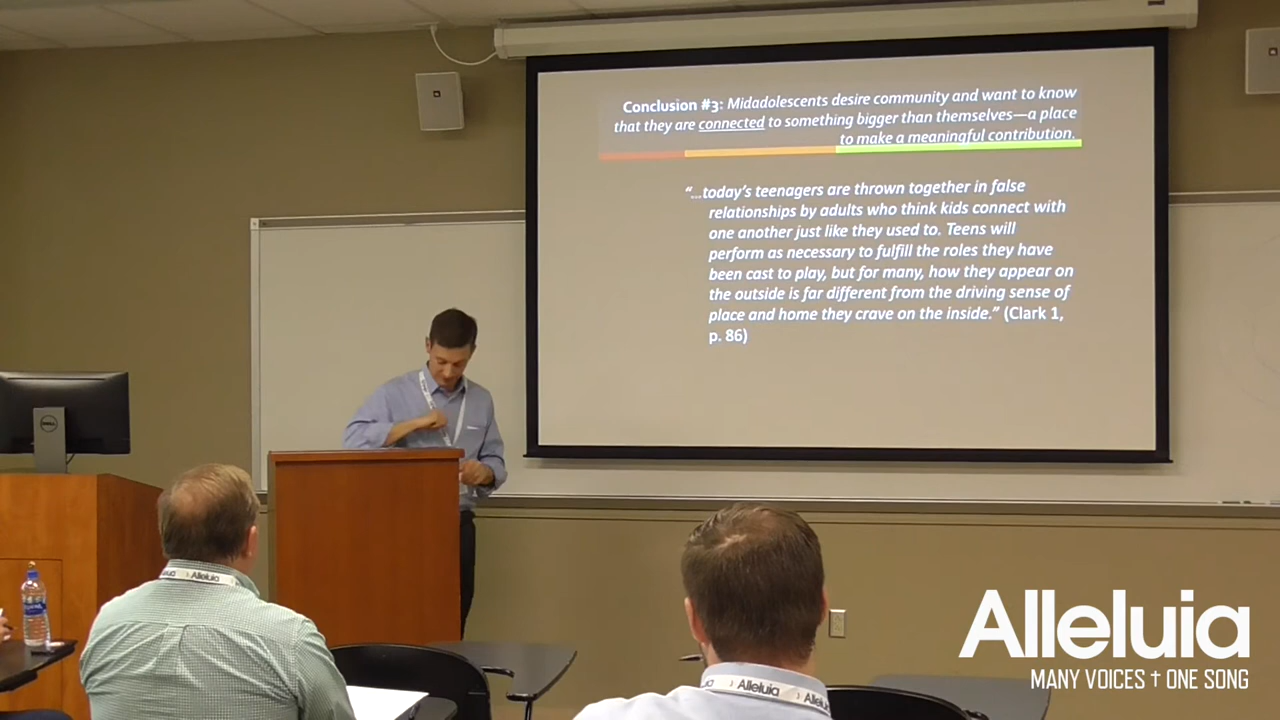 Conclusion #3: Midadolescents desire community and want to know
that they are connected to something bigger than themselves—a place
to make a meaningful contribution.
"...today's teenagers are thrown together in false
relationships by adults who think kids connect with
one another just like they used to. Teens will
perform as necessary to fulfill the roles they have
been cast to play, but for many, how they appear on
the outside is far different from the driving sense of
place and home they crave on the inside." (Clark 1,
p. 86)
DELL
Alleluia
Alleluia
Allelu
Alleluia
MANY VOICES † ONE SONG